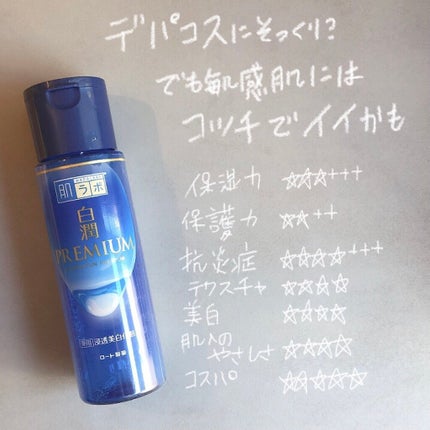 デパコスにそっくり?
でも敏感肌には
コッチでイイかも
肌ラボ
白潤
PREMIUM
ロート製薬
保湿力 ☆☆☆+++
保護力 ☆☆++
抗炎症 ☆☆☆☆+++
テクスチャ ☆☆☆☆
美白 ☆☆☆☆
肌への
やさしさ ☆☆☆☆
コスパ ☆☆☆☆☆